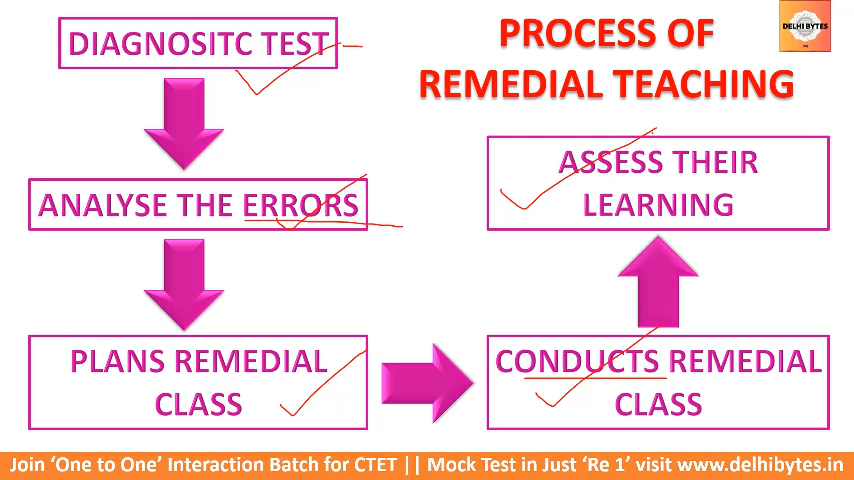 DIAGNOSITC TEST
PROCESS OF
REMEDIAL TEACHING
DELHI BYTES
ANALYSE THE ERRORS
PLANS REMEDIAL
CLASS
CONDUCTS REMEDIAL
CLASS
ASSESS THEIR
LEARNING
Join ‘One to One’ Interaction Batch for CTET || Mock Test in Just ‘Re 1’ visit www.delhibytes.in